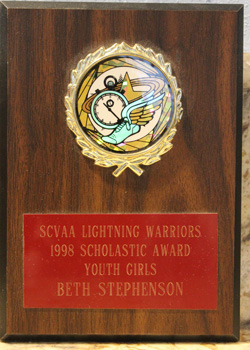 SCVAA LIGHTNING WARRIORS
1998 SCHOLASTIC AWARD
YOUTH GIRLS
BETH STEPHENSON